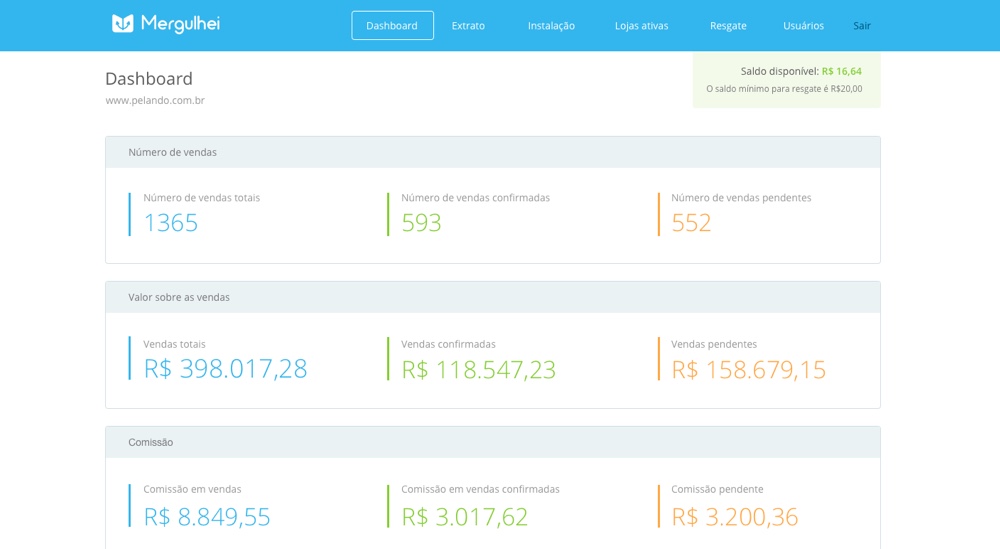 Mergulhei
Dashboard Extrato Instalação Lojas ativas Resgate Usuários Sair
Dashboard
www.pelando.com.br
Saldo disponível: R$ 16,64
O saldo mínimo para resgate é R$20,00
Número de vendas
Número de vendas totais Número de vendas confirmadas Número de vendas pendentes
1365 593 552
Valor sobre as vendas
Vendas totais Vendas confirmadas Vendas pendentes
R$ 398.017,28 R$ 118.547,23 R$ 158.679,15
Comissão
Comissão em vendas Comissão em vendas confirmadas Comissão pendente
R$ 8.849,55 R$ 3.017,62 R$ 3.200,36